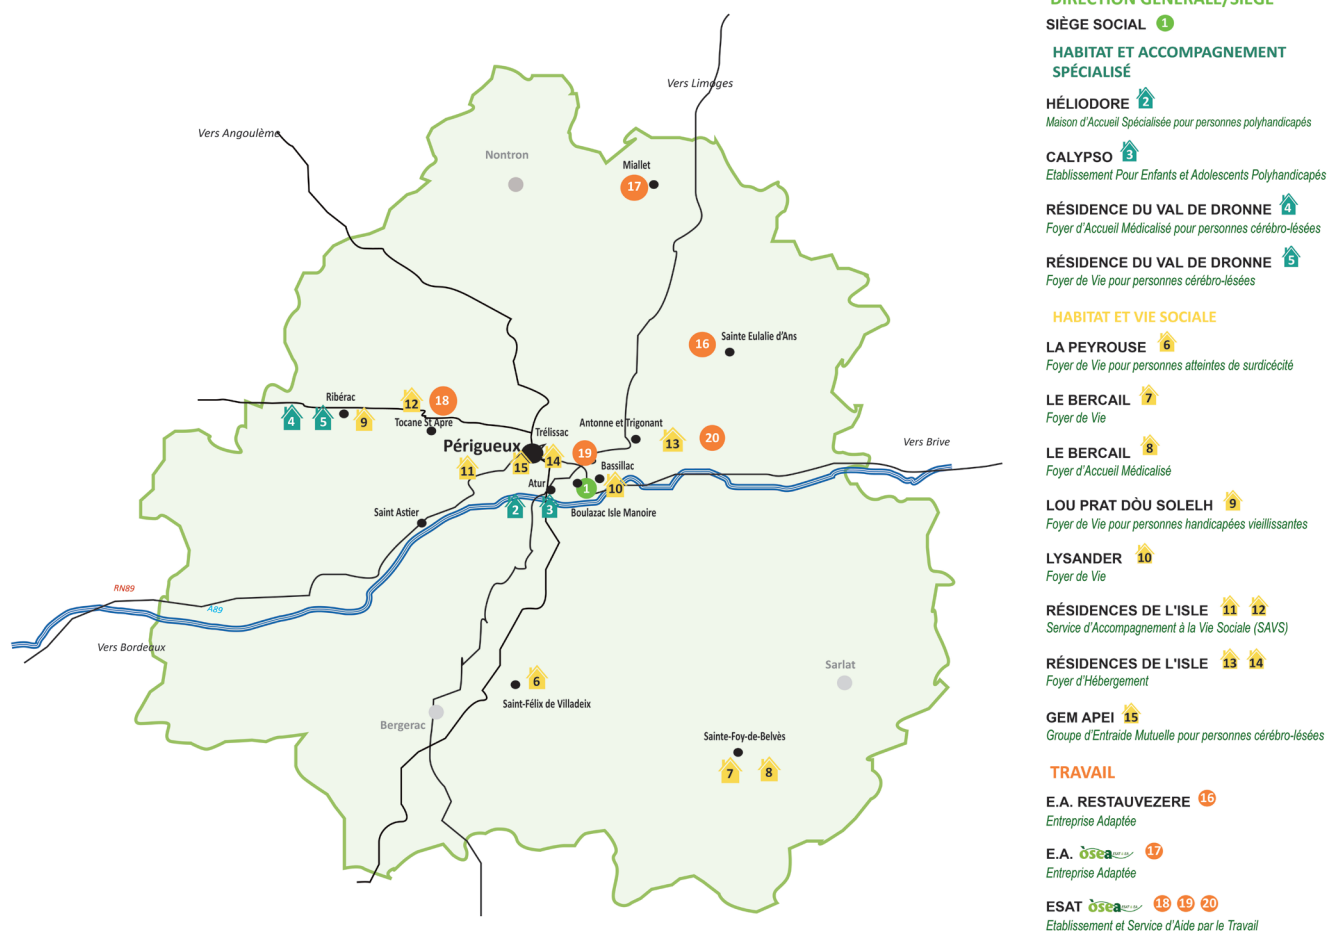 Vers Limoges
Vers Angoulème
Nontron
Miallet
17
16
Sainte Eulalie d'Ans
Ribérac
4
5
9
12
18
Tocane St Apre
Trélissac
Périgueux
Antonne et Trigonant
13
20
Vers Brive
11
15
14
19
Bassillac
Atur
1
10
2
3
Boulazac Isle Manoire
Saint Astier
RN89
A89
Vers Bordeaux
6
Saint-Félix de Villadeix
Sarlat
Bergerac
Sainte-Foy-de-Belvès
7
8
DIRECTION GÉNÉRALE/SIÈGE
SIÈGE SOCIAL 1
HABITAT ET ACCOMPAGNEMENT
SPÉCIALISÉ
HÉLIODORE 2
Maison d'Accueil Spécialisée pour personnes polyhandicapés
CALYPSO 3
Etablissement Pour Enfants et Adolescents Polyhandicapés
RÉSIDENCE DU VAL DE DRONNE 4
Foyer d'Accueil Médicalisé pour personnes cérébro-lésées
RÉSIDENCE DU VAL DE DRONNE 5
Foyer de Vie pour personnes cérébro-lésées
HABITAT ET VIE SOCIALE
LA PEYROUSE 6
Foyer de Vie pour personnes atteintes de surdicécité
LE BERCAIL 7
Foyer de Vie
LE BERCAIL 8
Foyer d'Accueil Médicalisé
LOU PRAT DÒU SOLELH 9
Foyer de Vie pour personnes handicapées vieillissantes
LYSANDER 10
Foyer de Vie
RÉSIDENCES DE L'ISLE 11 12
Service d'Accompagnement à la Vie Sociale (SAVS)
RÉSIDENCES DE L'ISLE 13 14
Foyer d'Hébergement
GEM APEI 15
Groupe d'Entraide Mutuelle pour personnes cérébro-lésées
TRAVAIL
E.A. RESTAUVEZERE 16
Entreprise Adaptée
E.A. òsea 17
Entreprise Adaptée
ESAT òsea 18 19 20
Etablissement et Service d'Aide par le Travail